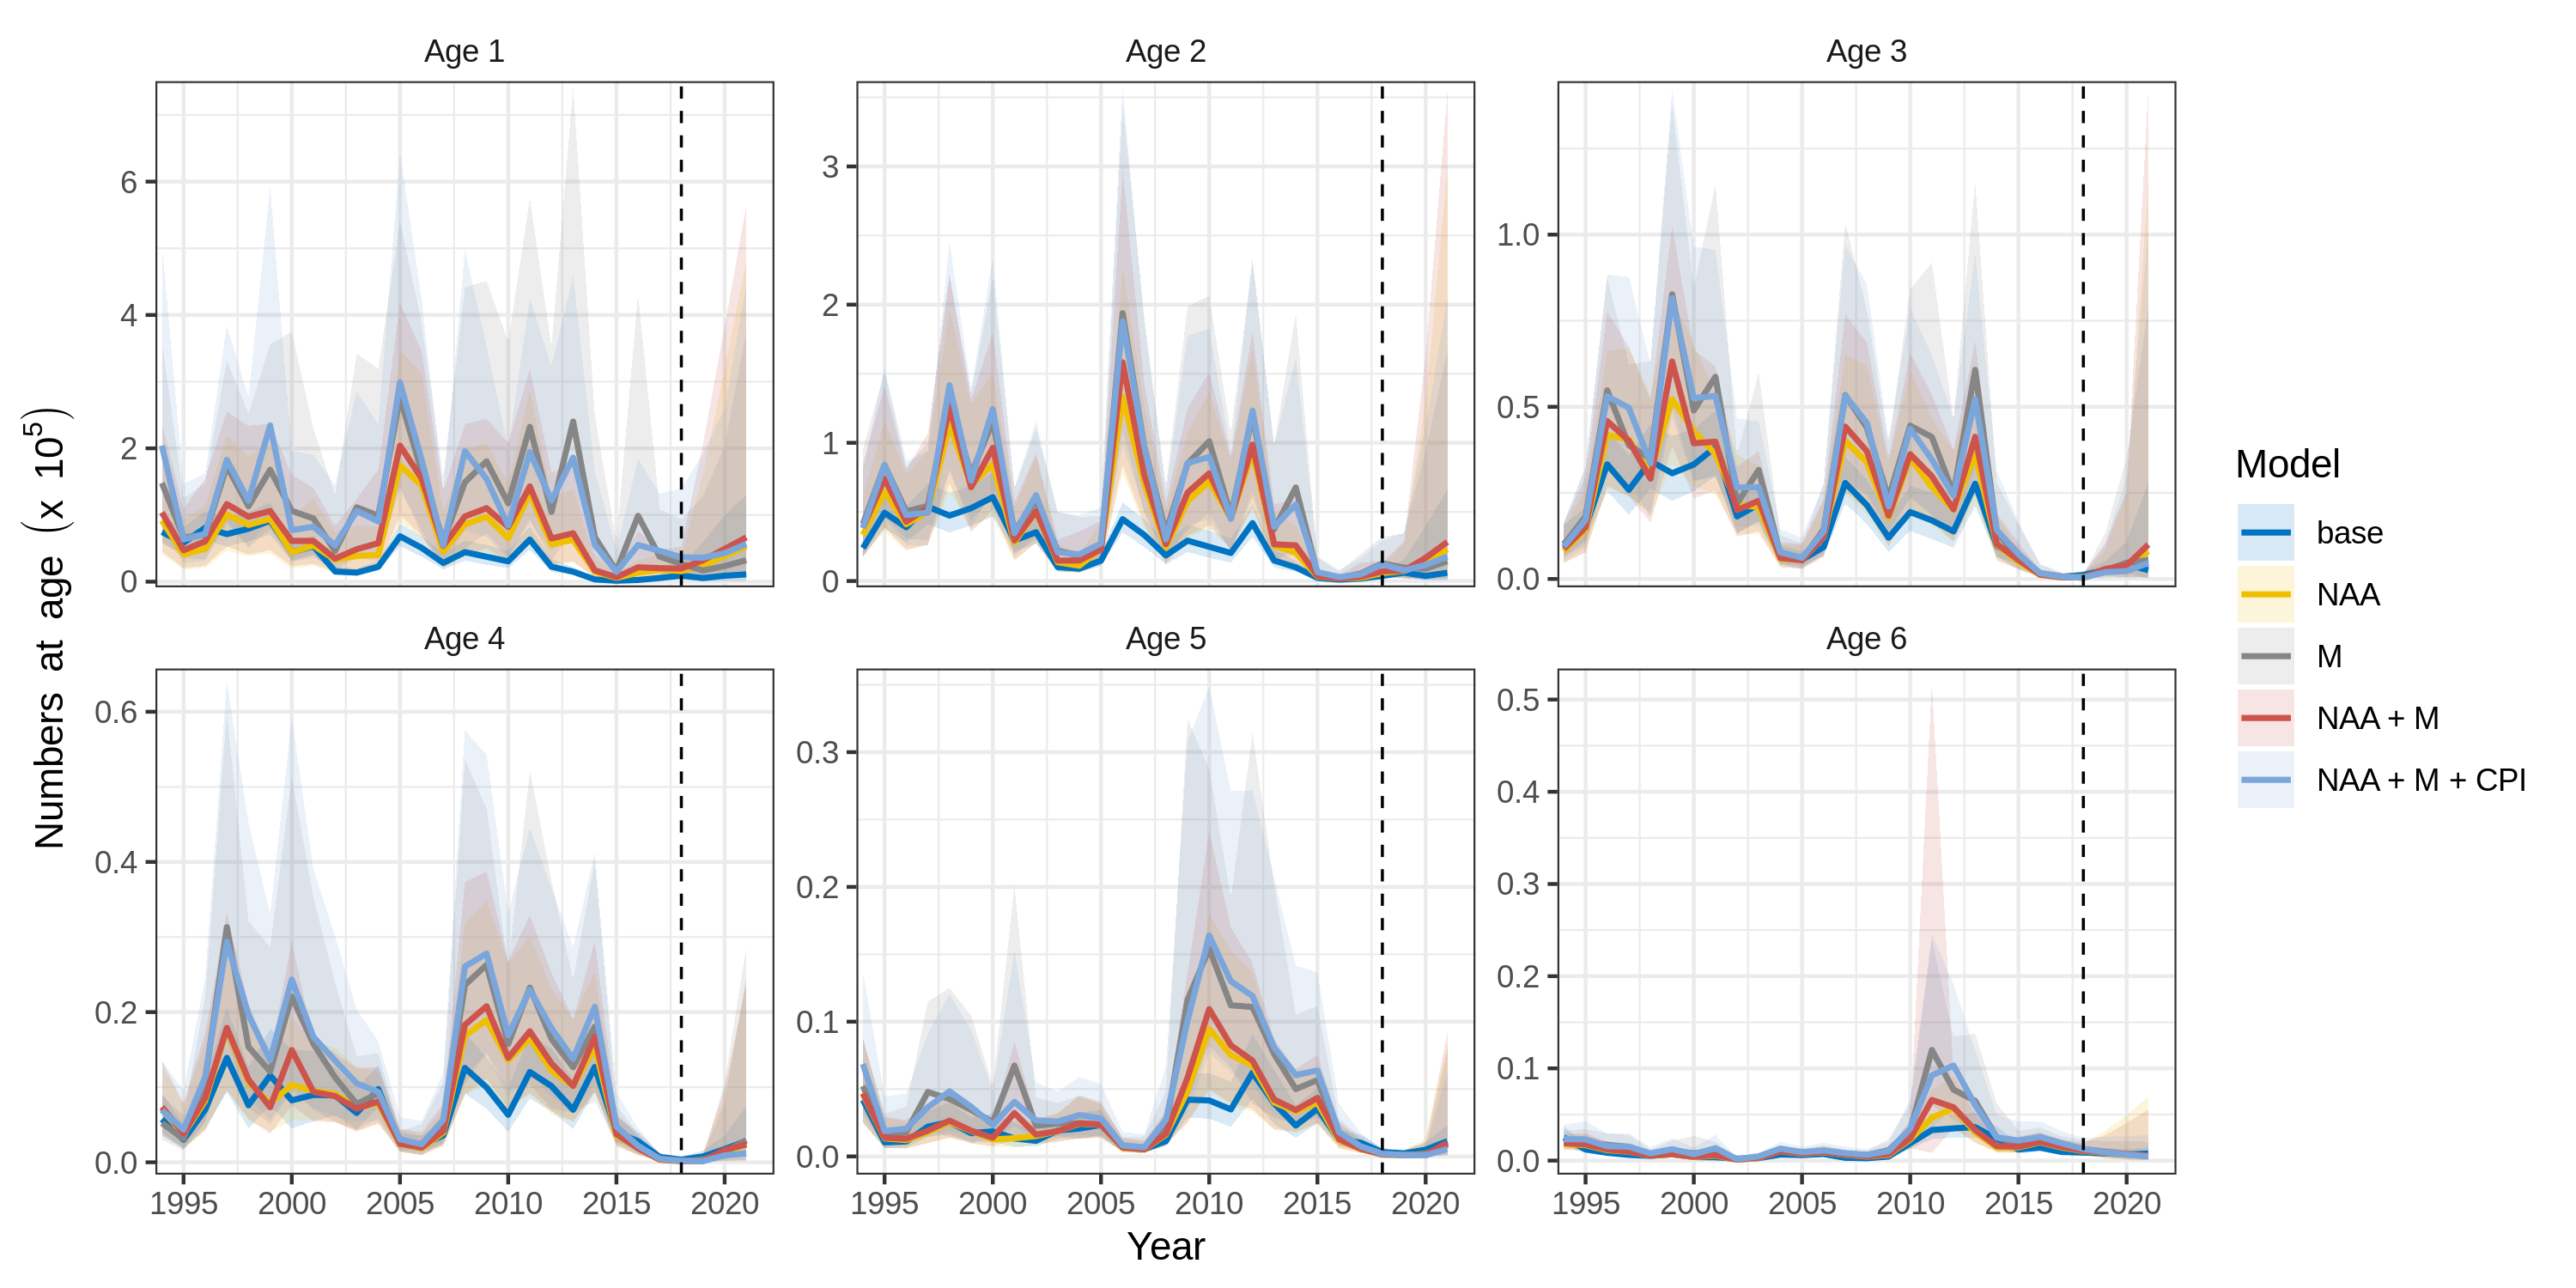 Age 1
Age 2
Age 3
6
4
2
0
3
2
1
0
1.0
0.5
0.0
Age 4
Age 5
Age 6
0.6
0.4
0.2
0.0
0.3
0.2
0.1
0.0
0.5
0.4
0.3
0.2
0.1
0.0
1995 2000 2005 2010 2015 2020
1995 2000 2005 2010 2015 2020
1995 2000 2005 2010 2015 2020
Year
Numbers at age (x 10⁵)
Model
base
NAA
M
NAA + M
NAA + M + CPI